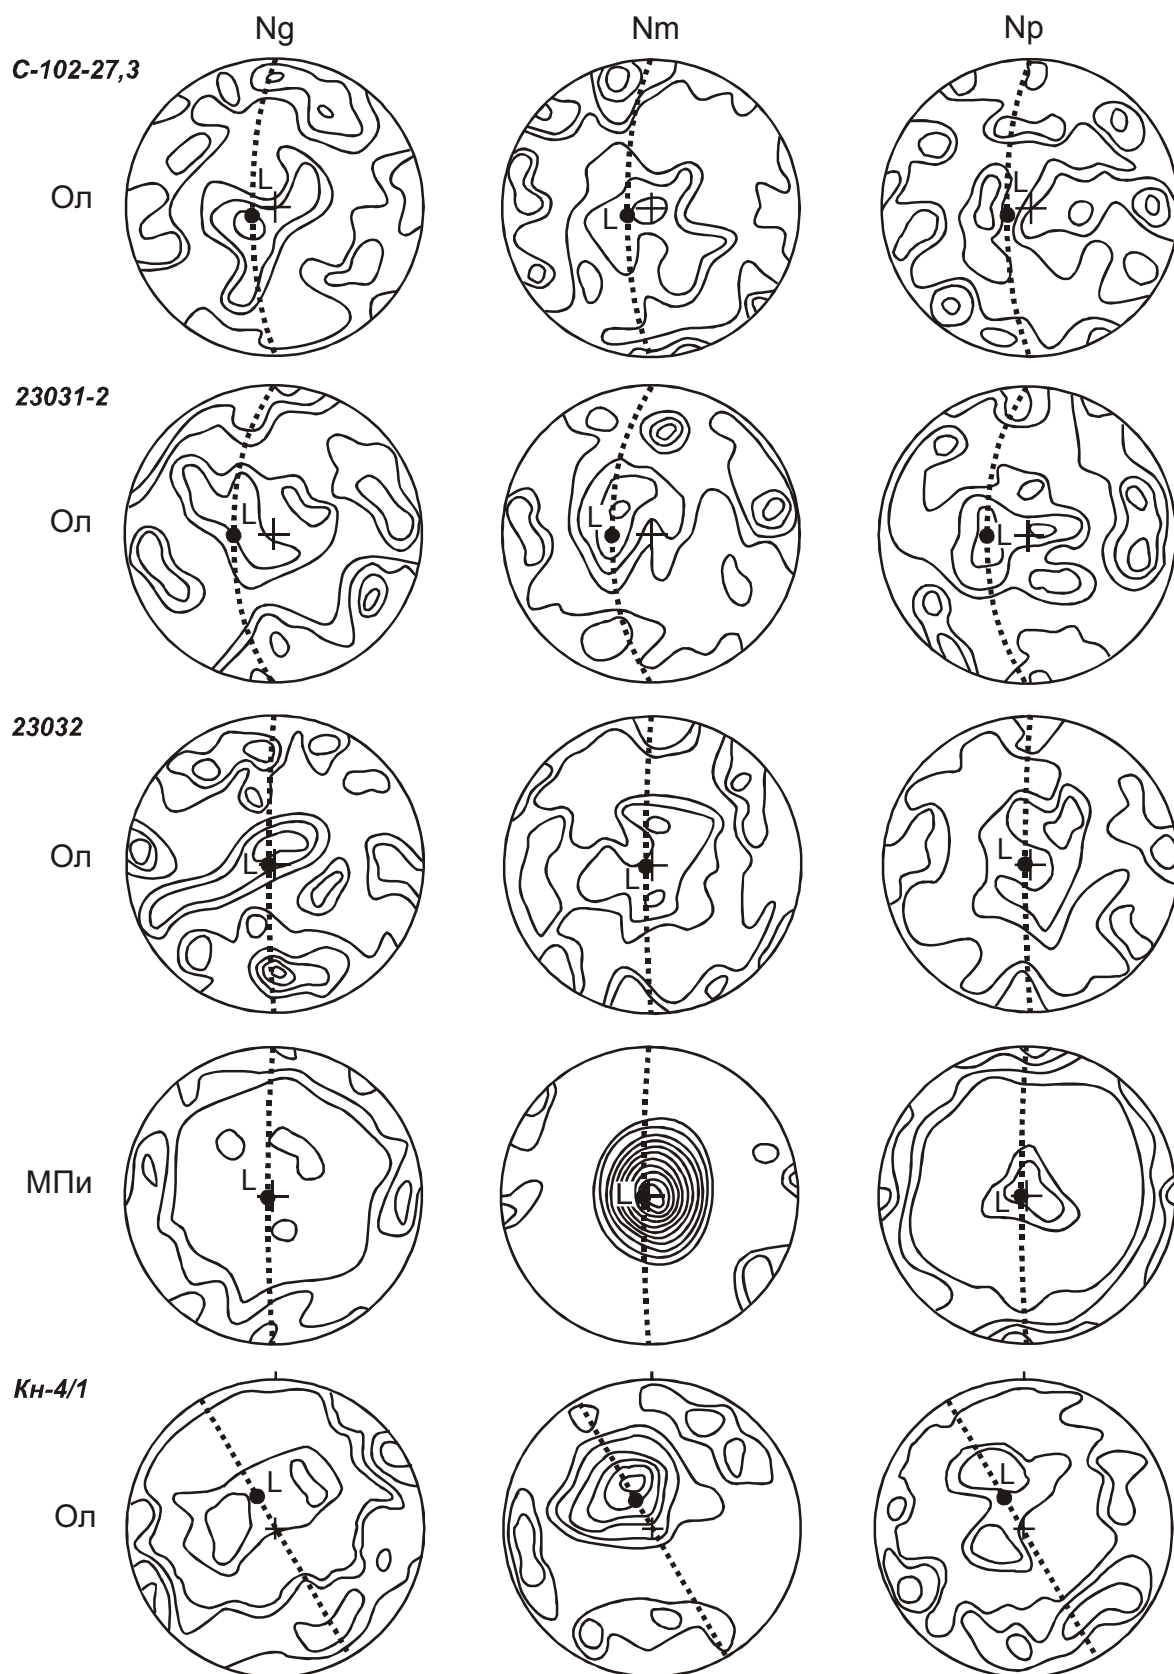 Ng Nm Np
С-102-27,3
Ол L L L
23031-2
Ол L L L
23032
Ол L L L
МПи L L L
Кн-4/1
Ол L L